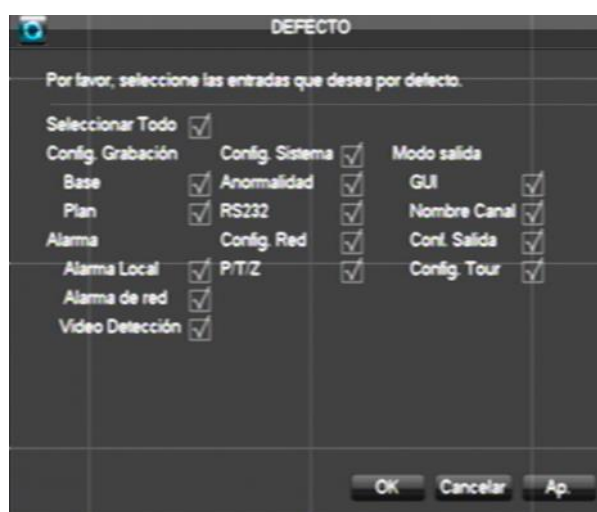 DEFECTO
Por favor, seleccione las entradas que desea por defecto.
Seleccionar Todo
Config. Grabación Config. Sistema Modo salida
Base Anormalidad GUI
Plan RS232 Nombre Canal
Alarma Config. Red Conf. Salida
Alarma Local P/T/Z Config. Tour
Alarma de red
Video Detección
OK Cancelar Ap.